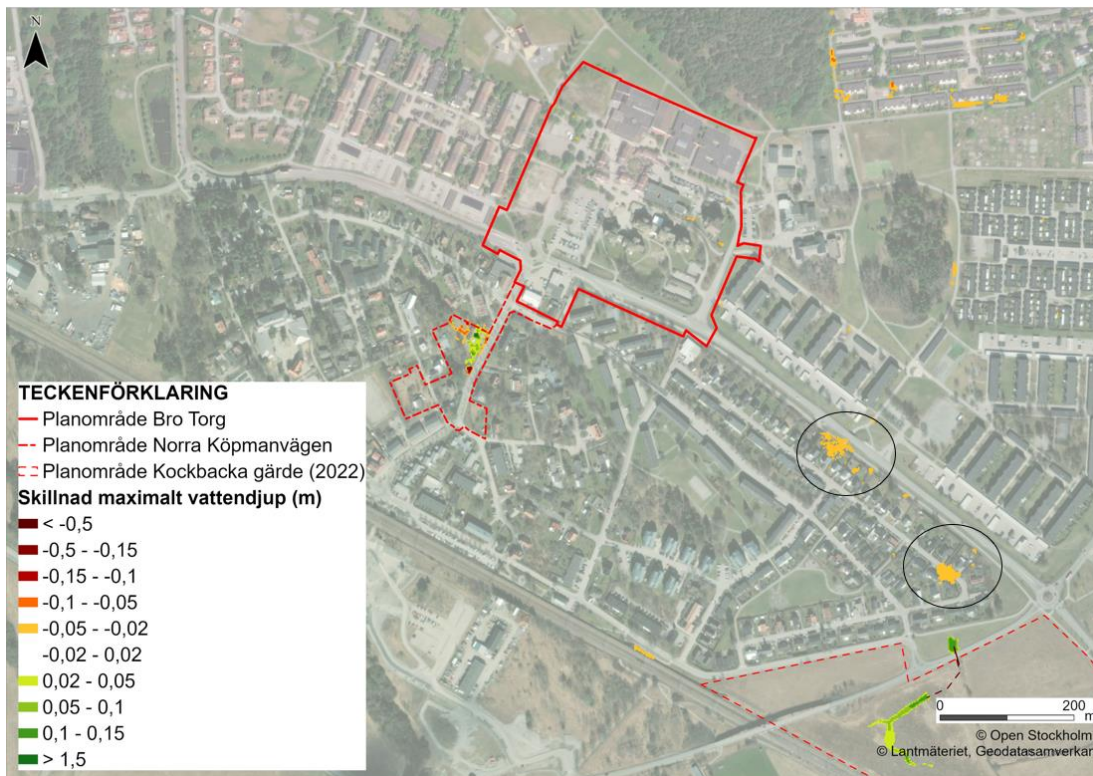 N
TECKENFÖRKLARING
Planområde Bro Torg
Planområde Norra Köpmanvägen
Planområde Kockbacka gärde (2022)
Skillnad maximalt vattendjup (m)
< -0,5
-0,5 - -0,15
-0,15 - -0,1
-0,1 - -0,05
-0,05 - -0,02
-0,02 - 0,02
0,02 - 0,05
0,05 - 0,1
0,1 - 0,15
> 1,5
0 200
m
© Open Stockholm
© Lantmäteriet, Geodatasamverkan